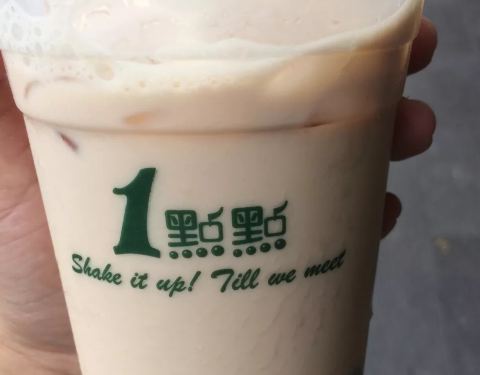 1點點
Shake it up! Till we meet